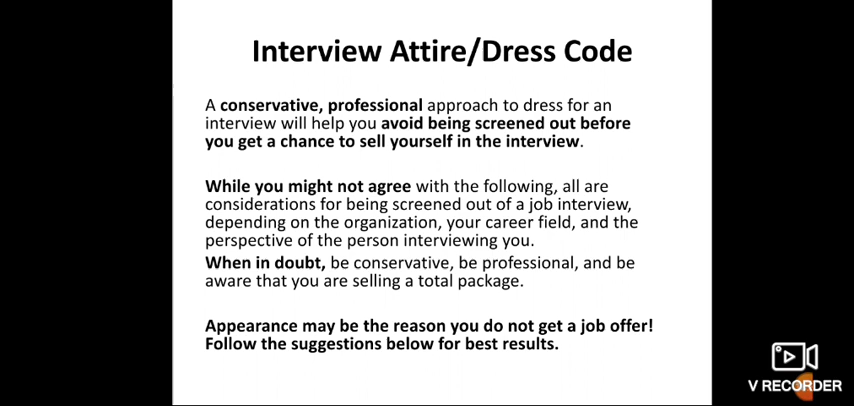 Interview Attire/Dress Code
A conservative, professional approach to dress for an
interview will help you avoid being screened out before
you get a chance to sell yourself in the interview.
While you might not agree with the following, all are
considerations for being screened out of a job interview,
depending on the organization, your career field, and the
perspective of the person interviewing you.
When in doubt, be conservative, be professional, and be
aware that you are selling a total package.
Appearance may be the reason you do not get a job offer!
Follow the suggestions below for best results.
V RECORDER